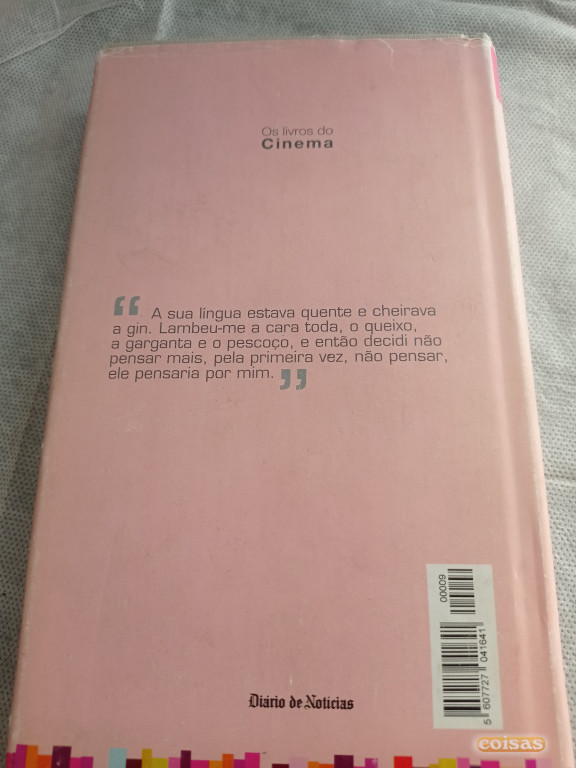 Os livros do
Cinema
“ A sua língua estava quente e cheirava
a gin. Lambeu-me a cara toda, o queixo,
a garganta e o pescoço, e então decidi não
pensar mais, pela primeira vez, não pensar,
ele pensaria por mim. ”
00009
5 607727 041641
Diário de Notícias
coisas